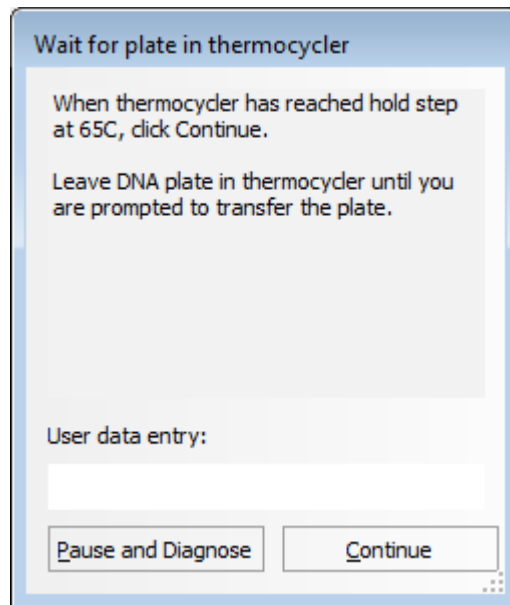 Wait for plate in thermocycler
When thermocycler has reached hold step
at 65C, click Continue.
Leave DNA plate in thermocycler until you
are prompted to transfer the plate.
User data entry:
Pause and Diagnose
Continue